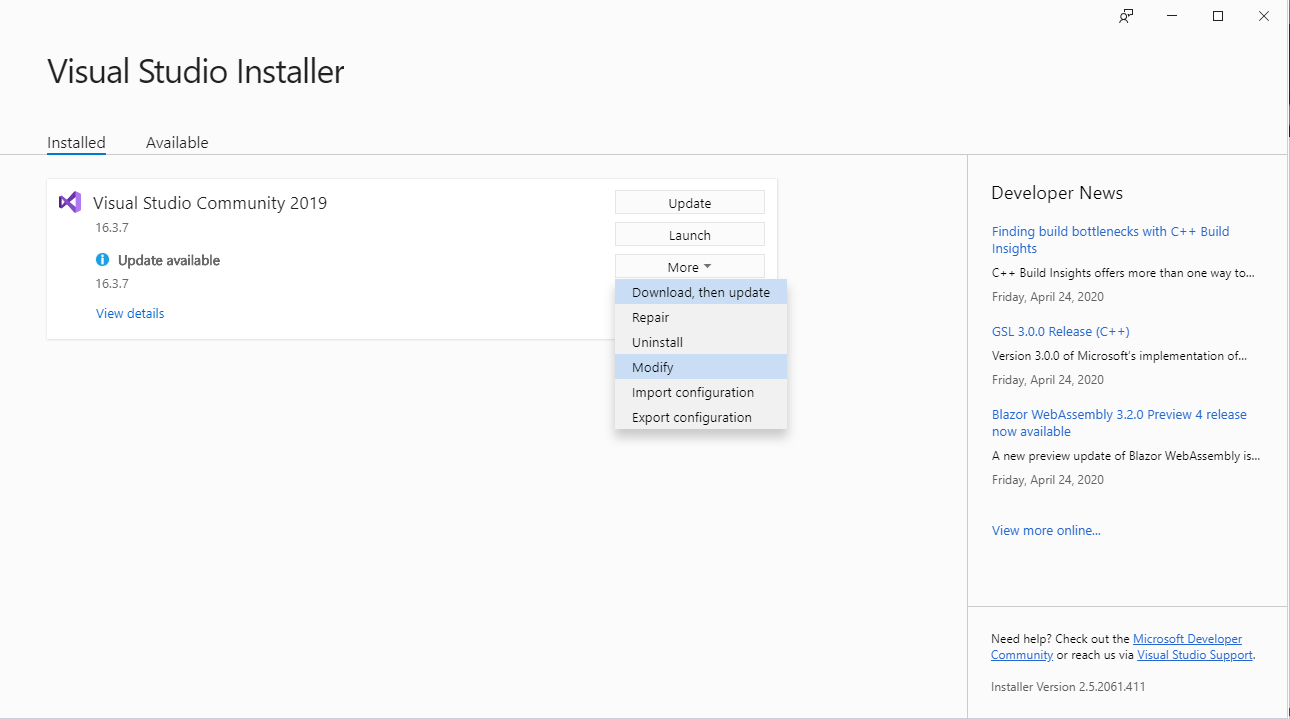 Visual Studio Installer
Installed
Available
Visual Studio Community 2019
16.3.7
Update available
16.3.7
View details
Update
Launch
More
Download, then update
Repair
Uninstall
Modify
Import configuration
Export configuration
Developer News
Finding build bottlenecks with C++ Build
Insights
C++ Build Insights offers more than one way to...
Friday, April 24, 2020
GSL 3.0.0 Release (C++)
Version 3.0.0 of Microsoft's implementation of...
Friday, April 24, 2020
Blazor WebAssembly 3.2.0 Preview 4 release
now available
A new preview update of Blazor WebAssembly is...
Friday, April 24, 2020
View more online...
Need help? Check out the Microsoft Developer
Community or reach us via Visual Studio Support.
Installer Version 2.5.2061.411